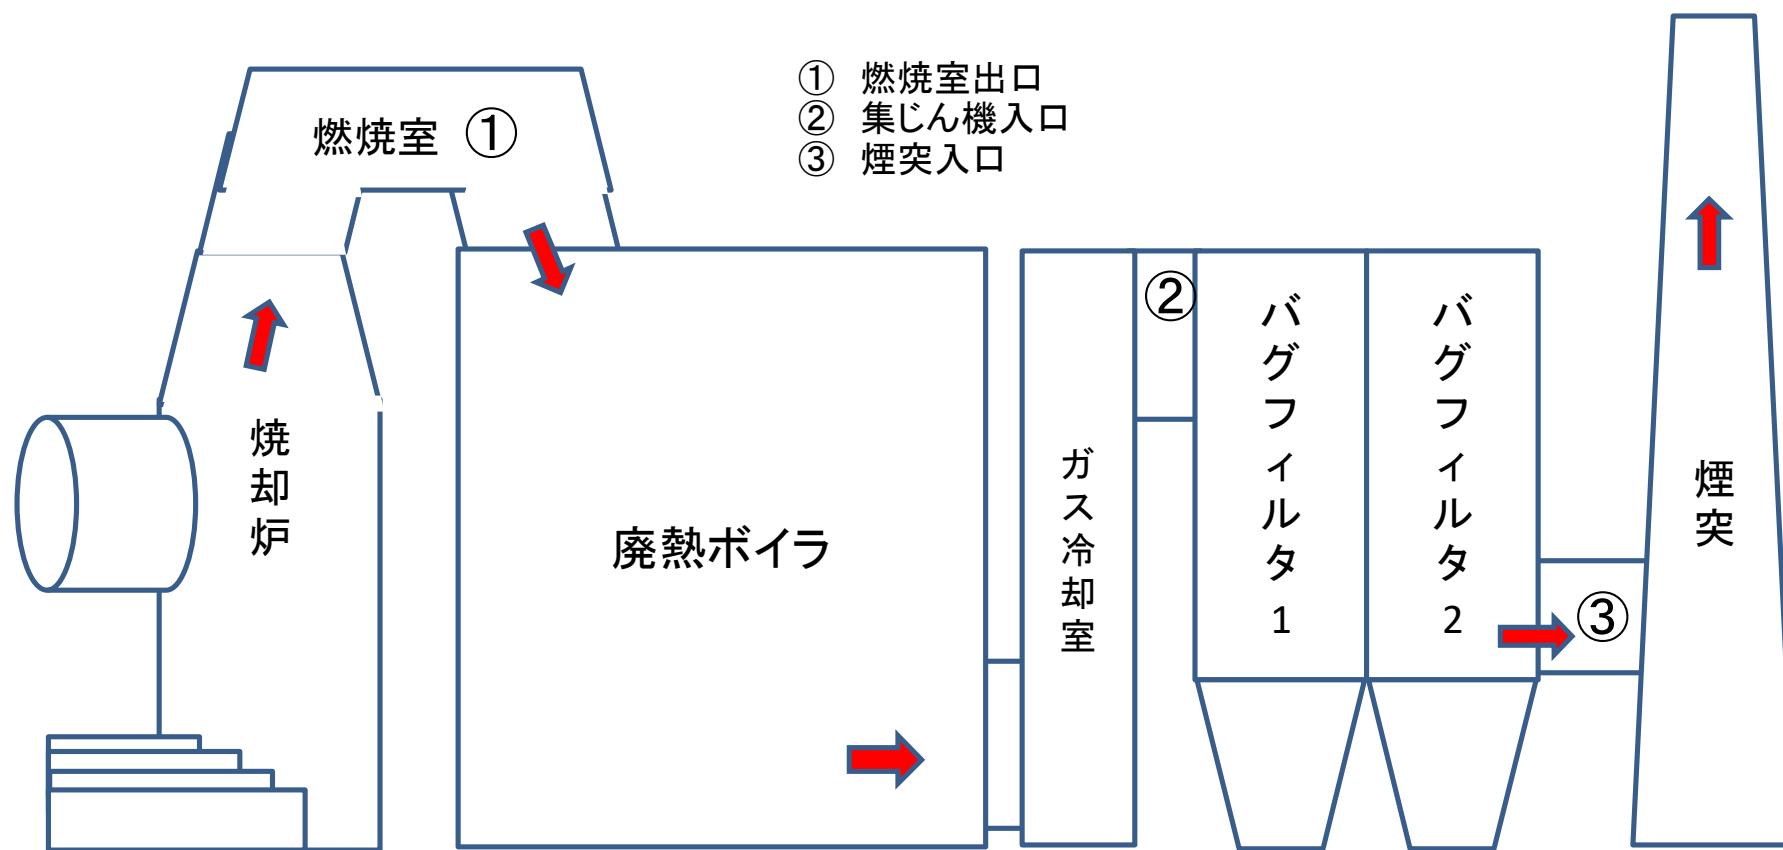 ① 燃焼室出口
② 集じん機入口
③ 煙突入口
燃焼室 ①
焼却炉
廃熱ボイラ
ガス冷却室
②
バグフィルタ1
バグフィルタ2
③
煙突